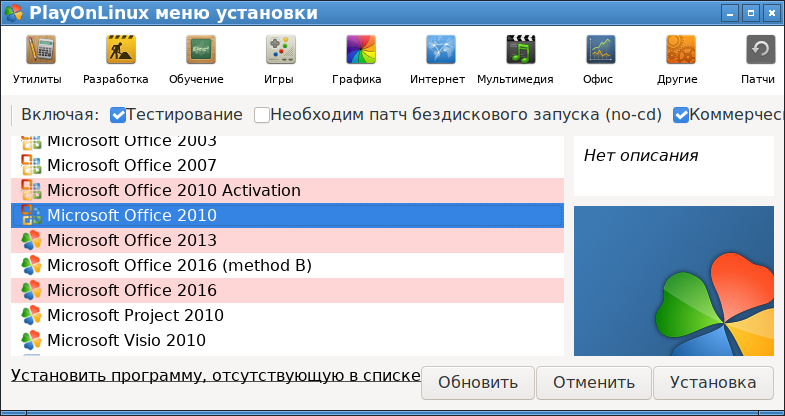 PlayOnLinux меню установки
Утилиты Разработка Обучение Игры Графика Интернет Мультимедия Офис Другие Патчи
Включая: Тестирование Необходим патч бездискового запуска (no-cd) Коммерчес
Microsoft Office 2003
Microsoft Office 2007
Microsoft Office 2010 Activation
Microsoft Office 2010
Microsoft Office 2013
Microsoft Office 2016 (method B)
Microsoft Office 2016
Microsoft Project 2010
Microsoft Visio 2010
Нет описания
Установить программу, отсутствующую в списке
Обновить Отменить Установка